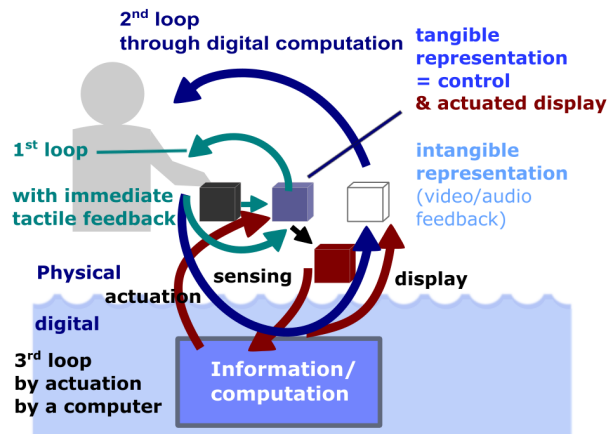 2nd loop
through digital computation
tangible
representation
= control
& actuated display
1st loop
with immediate
tactile feedback
intangible
representation
(video/audio
feedback)
Physical
actuation
sensing
display
digital
3rd loop
by actuation
by a computer
Information/
computation